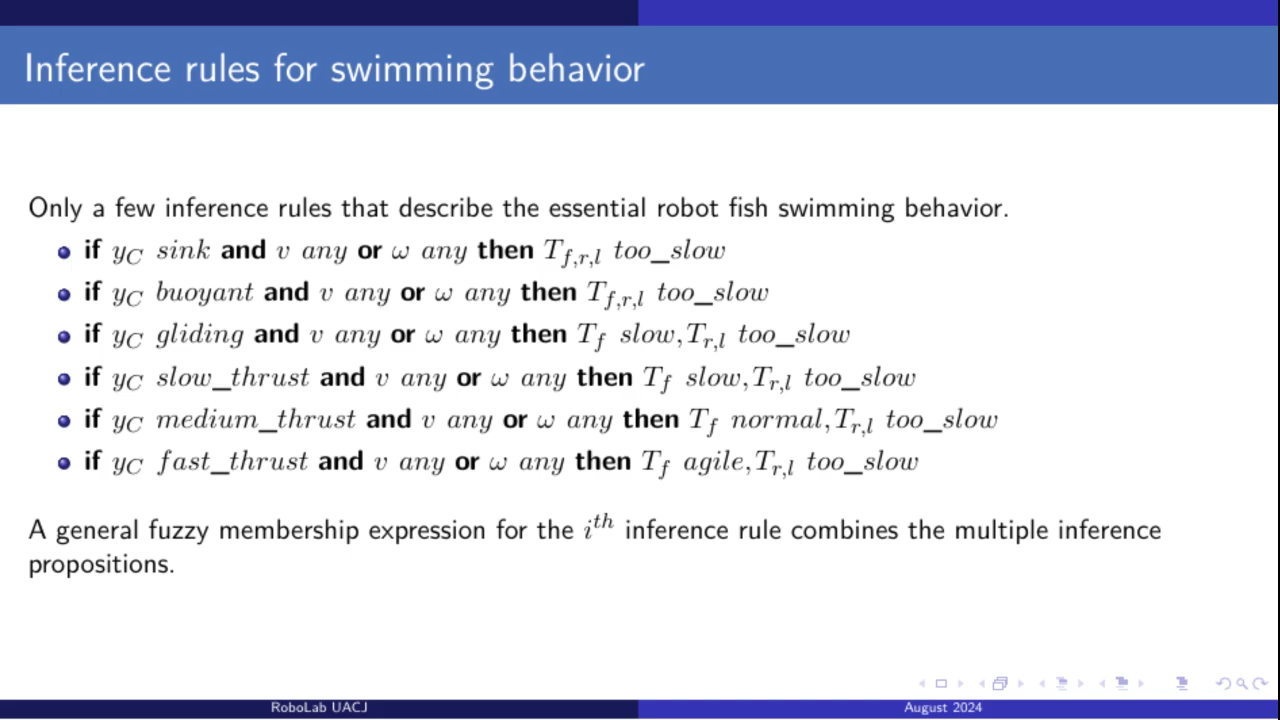 Inference rules for swimming behavior
Only a few inference rules that describe the essential robot fish swimming behavior.
if y_C sink and v any or ω any then T_{f,r,l} too_slow
if y_C buoyant and v any or ω any then T_{f,r,l} too_slow
if y_C gliding and v any or ω any then T_f slow, T_{r,l} too_slow
if y_C slow_thrust and v any or ω any then T_f slow, T_{r,l} too_slow
if y_C medium_thrust and v any or ω any then T_f normal, T_{r,l} too_slow
if y_C fast_thrust and v any or ω any then T_f agile, T_{r,l} too_slow
A general fuzzy membership expression for the i^{th} inference rule combines the multiple inference
propositions.
RoboLab UACJ
August 2024